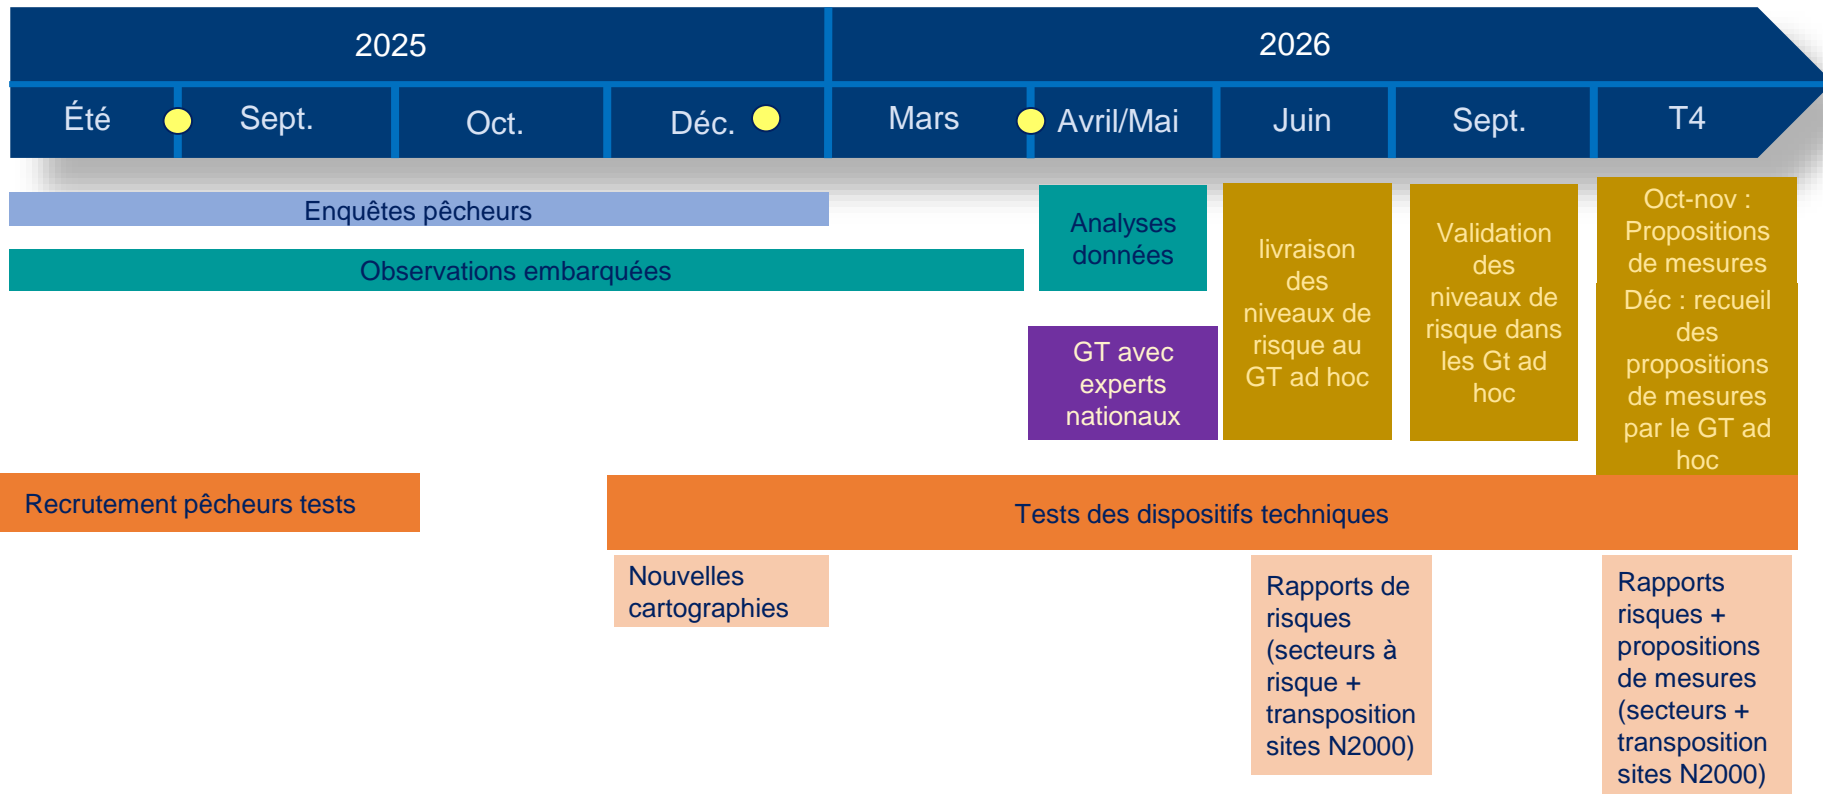 2025
2026
Été
Sept.
Oct.
Déc.
Mars
Avril/Mai
Juin
Sept.
T4
Enquêtes pêcheurs
Observations embarquées
Analyses
données
GT avec
experts
nationaux
livraison
des
niveaux de
risque au
GT ad hoc
Validation
des
niveaux de
risque dans
les Gt ad
hoc
Oct-nov :
Propositions
de mesures
Déc : recueil
des
propositions
de mesures
par le GT ad
hoc
Recrutement pêcheurs tests
Tests des dispositifs techniques
Nouvelles
cartographies
Rapports de
risques
(secteurs à
risque +
transposition
sites N2000)
Rapports
risques +
propositions
de mesures
(secteurs +
transposition
sites N2000)